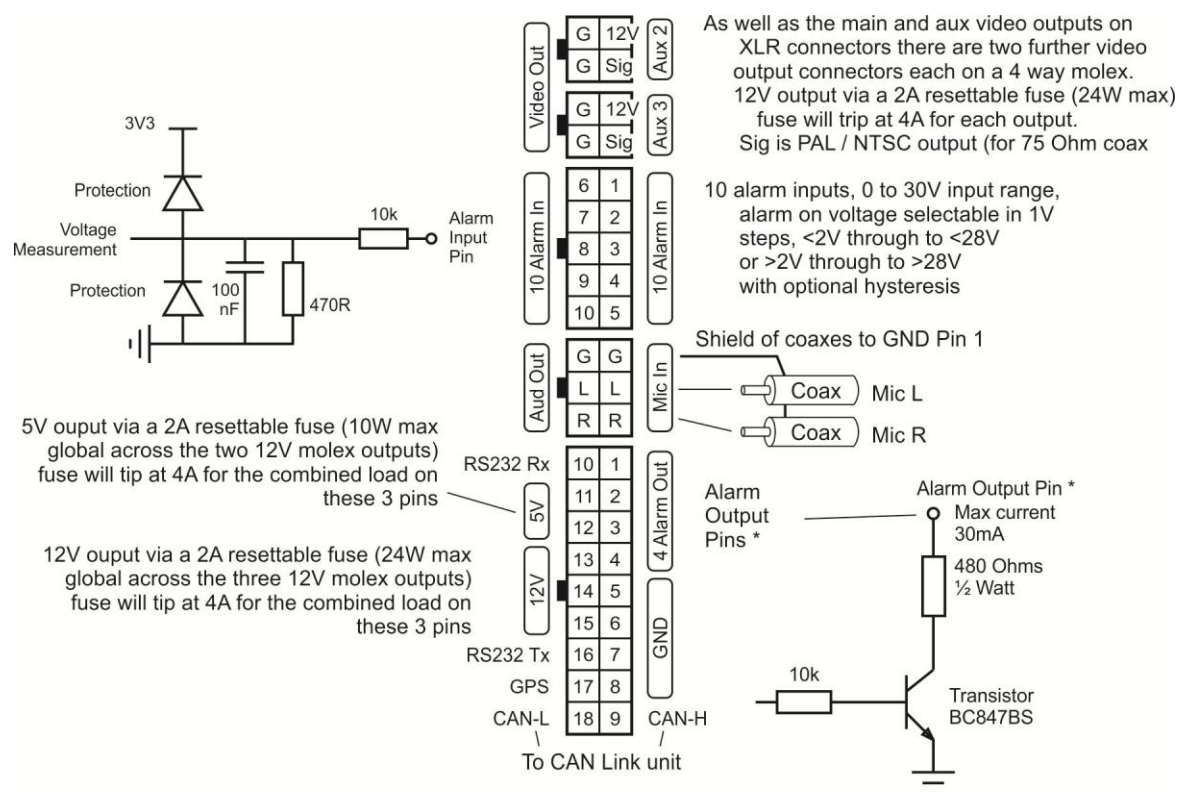 As well as the main and aux video outputs on
XLR connectors there are two further video
output connectors each on a 4 way molex.
12V output via a 2A resettable fuse (24W max)
fuse will trip at 4A for each output.
Sig is PAL / NTSC output (for 75 Ohm coax
Video Out
G 12V
G Sig
Aux 2
G 12V
G Sig
Aux 3
3V3
Protection
Voltage
Measurement
Protection
100
nF
470R
10k
Alarm
Input
Pin
10 Alarm In
6 1
7 2
8 3
9 4
10 5
10 Alarm In
10 alarm inputs, 0 to 30V input range,
alarm on voltage selectable in 1V
steps, <2V through to <28V
or >2V through to >28V
with optional hysteresis
Aud Out
G G
L L
R R
Mic In
Shield of coaxes to GND Pin 1
Coax Mic L
Coax Mic R
5V ouput via a 2A resettable fuse (10W max
global across the two 12V molex outputs)
fuse will tip at 4A for the combined load on
these 3 pins
12V ouput via a 2A resettable fuse (24W max
global across the three 12V molex outputs)
fuse will tip at 4A for the combined load on
these 3 pins
RS232 Rx 10 1
11 2
12 3
13 4
14 5
15 6
RS232 Tx 16 7
GPS 17 8
CAN-L 18 9 CAN-H
5V
12V
4 Alarm Out
GND
To CAN Link unit
Alarm
Output
Pins *
Alarm Output Pin *
Max current
30mA
480 Ohms
½ Watt
10k
Transistor
BC847BS